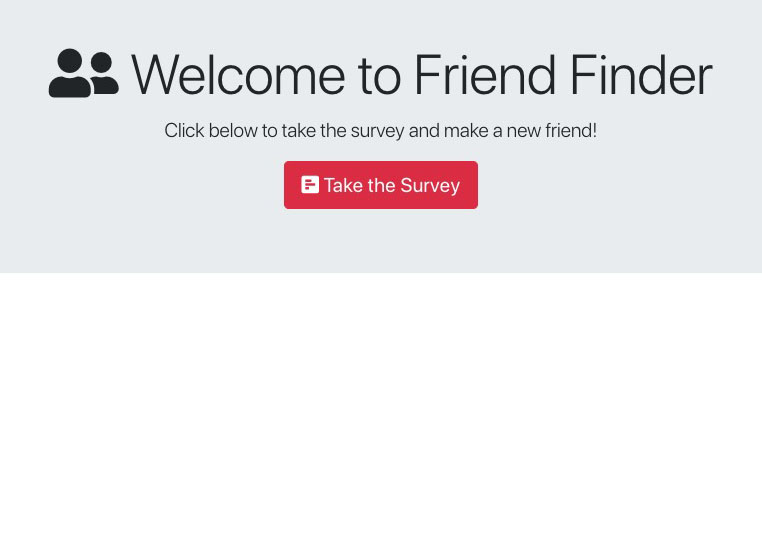 Welcome to Friend Finder
Click below to take the survey and make a new friend!
Take the Survey